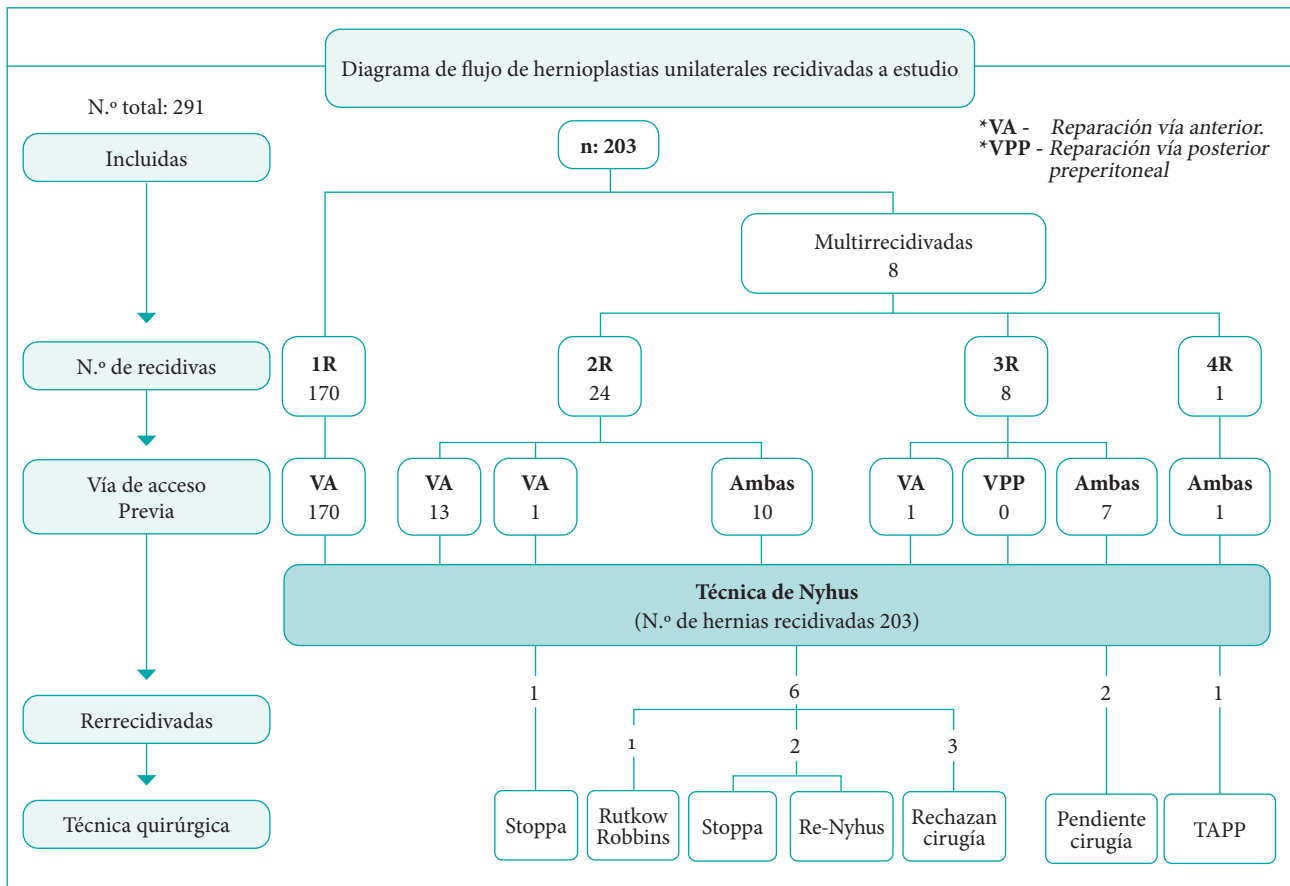 Diagrama de flujo de hernioplastias unilaterales recidivadas a estudio
N.º total: 291
*VA - Reparación vía anterior.
*VPP - Reparación vía posterior
preperitoneal
Incluidas
n: 203
Multirrecidivadas
8
N.º de recidivas
1R
170
2R
24
3R
8
4R
1
Vía de acceso
Previa
VA
170
VA
13
VA
1
Ambas
10
VA
1
VPP
0
Ambas
7
Ambas
1
Técnica de Nyhus
(N.º de hernias recidivadas 203)
Rerrecidivadas
1
6
2
1
1
2
3
Técnica quirúrgica
Stoppa
Rutkow
Robbins
Stoppa
Re-Nyhus
Rechazan
cirugía
Pendiente
cirugía
TAPP